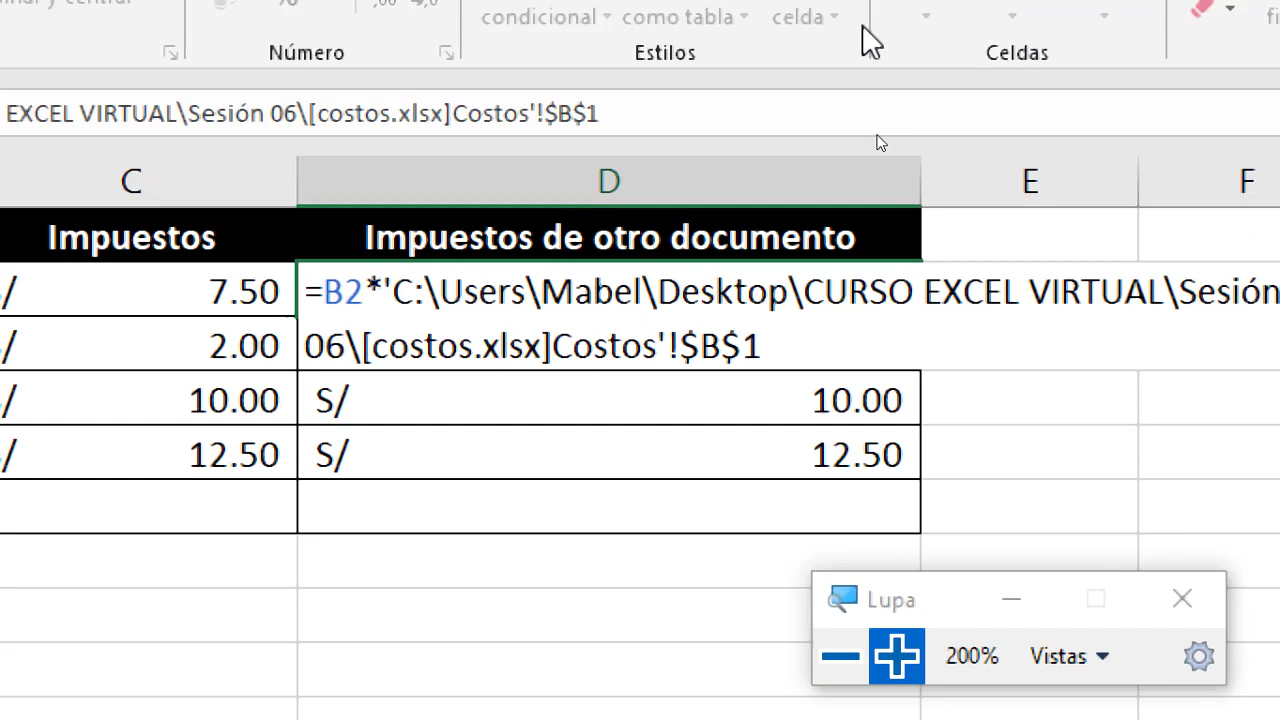 condicional como tabla celda
Número Estilos Celdas
EXCEL VIRTUAL\Sesión 06\[costos.xlsx]Costos'!$B$1
C D E F
Impuestos Impuestos de otro documento
7.50 =B2*'C:\Users\Mabel\Desktop\CURSO EXCEL VIRTUAL\Sesión
2.00 06\[costos.xlsx]Costos'!$B$1
10.00 S/ 10.00
12.50 S/ 12.50
Lupa
200% Vistas